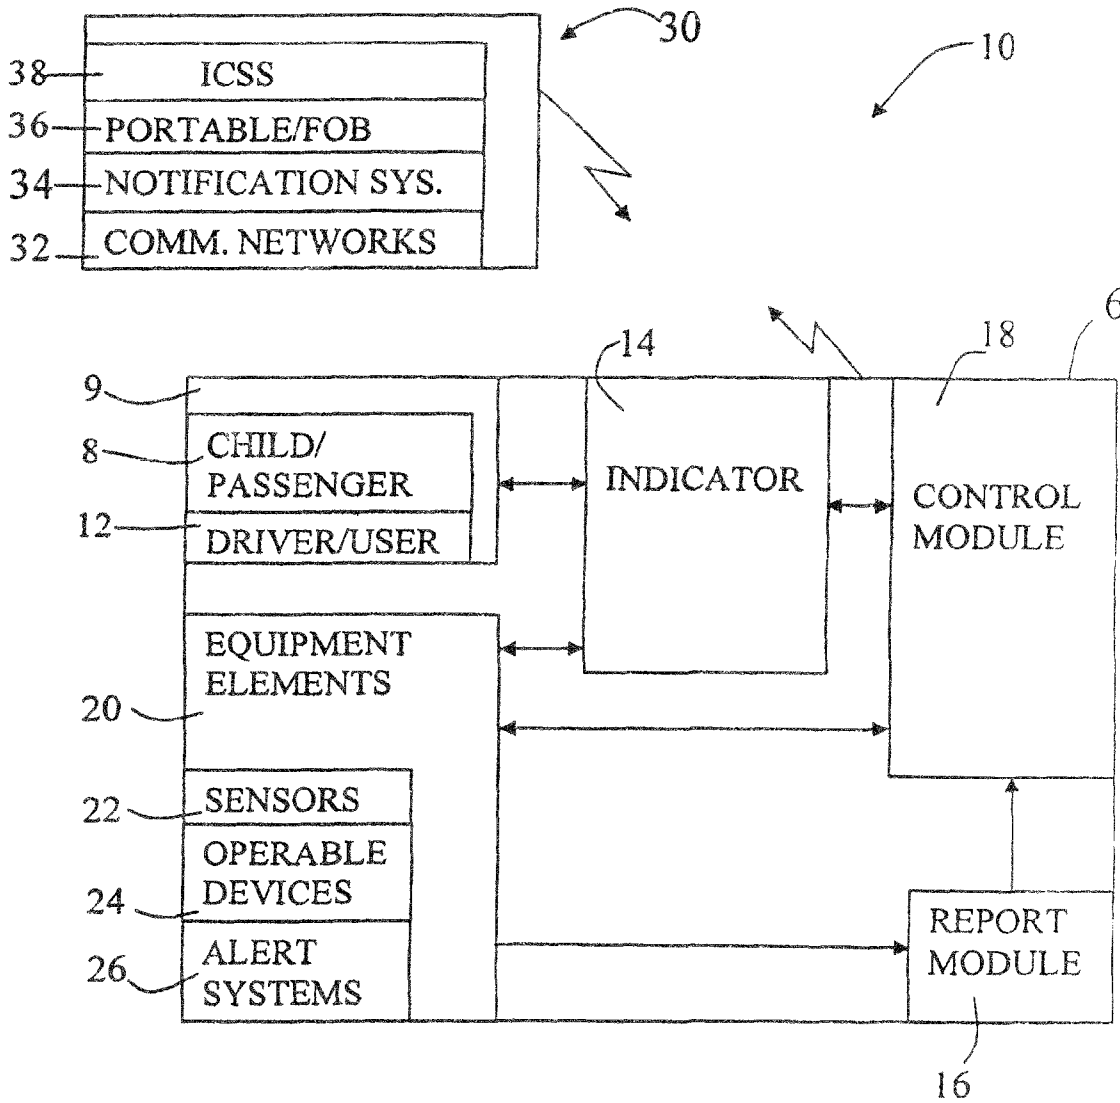 30
10
38 ICSS
36 PORTABLE/FOB
34 NOTIFICATION SYS.
32 COMM. NETWORKS
6
14
18
9
8 CHILD/
PASSENGER
12 DRIVER/USER
INDICATOR
CONTROL
MODULE
EQUIPMENT
ELEMENTS
20
22 SENSORS
OPERABLE
DEVICES
24
26 ALERT
SYSTEMS
REPORT
MODULE
16